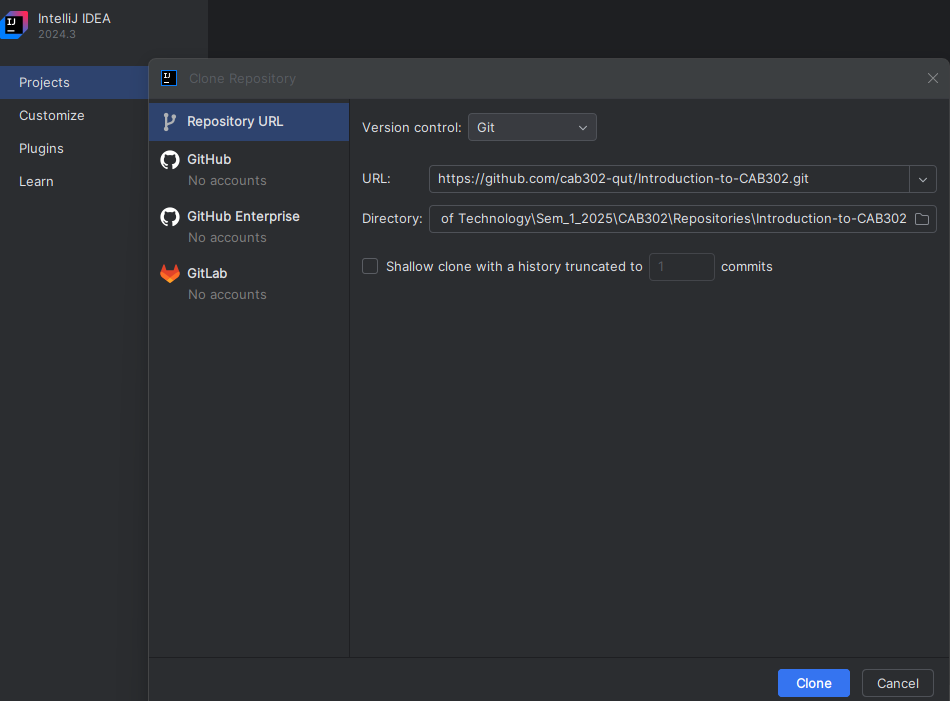 IntelliJ IDEA
2024.3
Projects
Customize
Plugins
Learn
Clone Repository
Repository URL
GitHub
No accounts
GitHub Enterprise
No accounts
GitLab
No accounts
Version control: Git
URL: https://github.com/cab302-qut/Introduction-to-CAB302.git
Directory: of Technology\Sem_1_2025\CAB302\Repositories\Introduction-to-CAB302
Shallow clone with a history truncated to 1 commits
Clone Cancel